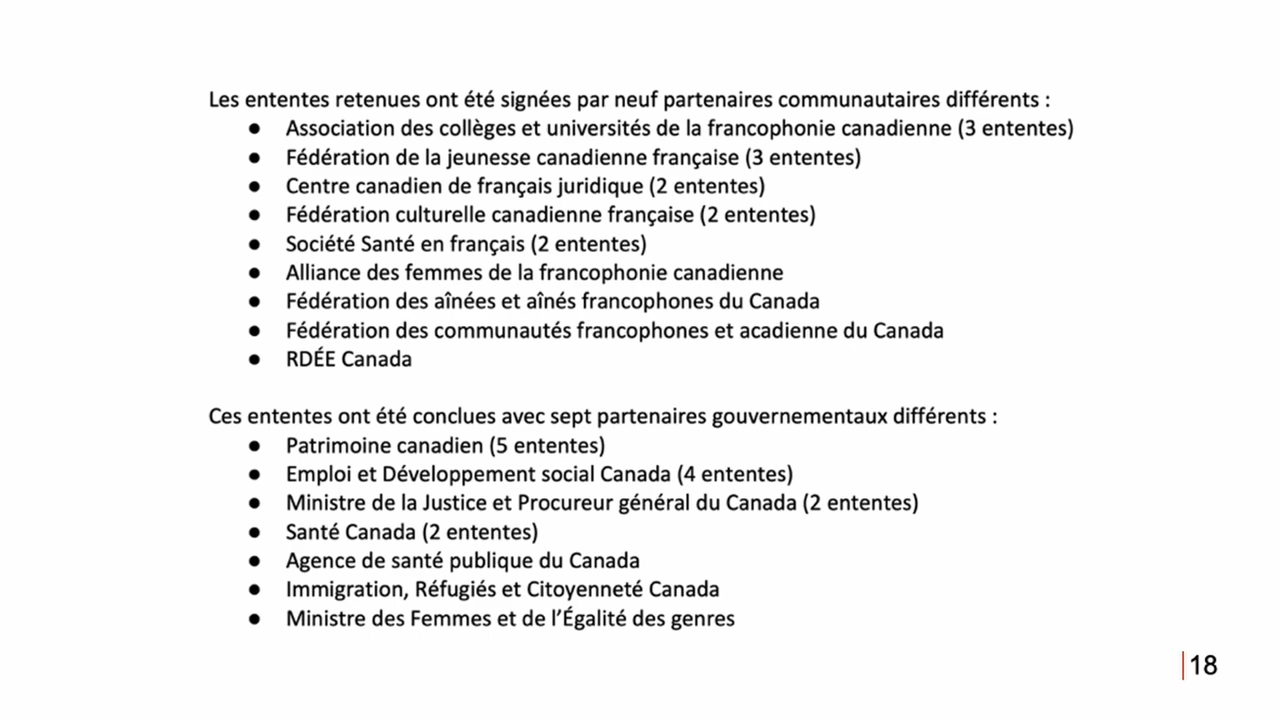 Les ententes retenues ont été signées par neuf partenaires communautaires différents :
● Association des collèges et universités de la francophonie canadienne (3 ententes)
● Fédération de la jeunesse canadienne française (3 ententes)
● Centre canadien de français juridique (2 ententes)
● Fédération culturelle canadienne française (2 ententes)
● Société Santé en français (2 ententes)
● Alliance des femmes de la francophonie canadienne
● Fédération des aînées et aînés francophones du Canada
● Fédération des communautés francophones et acadienne du Canada
● RDÉE Canada
Ces ententes ont été conclues avec sept partenaires gouvernementaux différents :
● Patrimoine canadien (5 ententes)
● Emploi et Développement social Canada (4 ententes)
● Ministre de la Justice et Procureur général du Canada (2 ententes)
● Santé Canada (2 ententes)
● Agence de santé publique du Canada
● Immigration, Réfugiés et Citoyenneté Canada
● Ministre des Femmes et de l’Égalité des genres
18